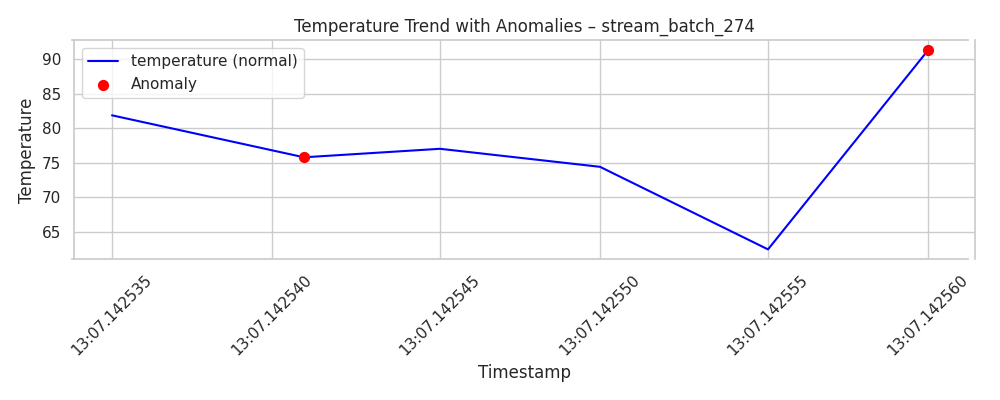 Temperature Trend with Anomalies – stream_batch_274
temperature (normal)
Anomaly
90
85
80
75
70
65
Temperature
13:07.142535
13:07.142540
13:07.142545
13:07.142550
13:07.142555
13:07.142560
Timestamp